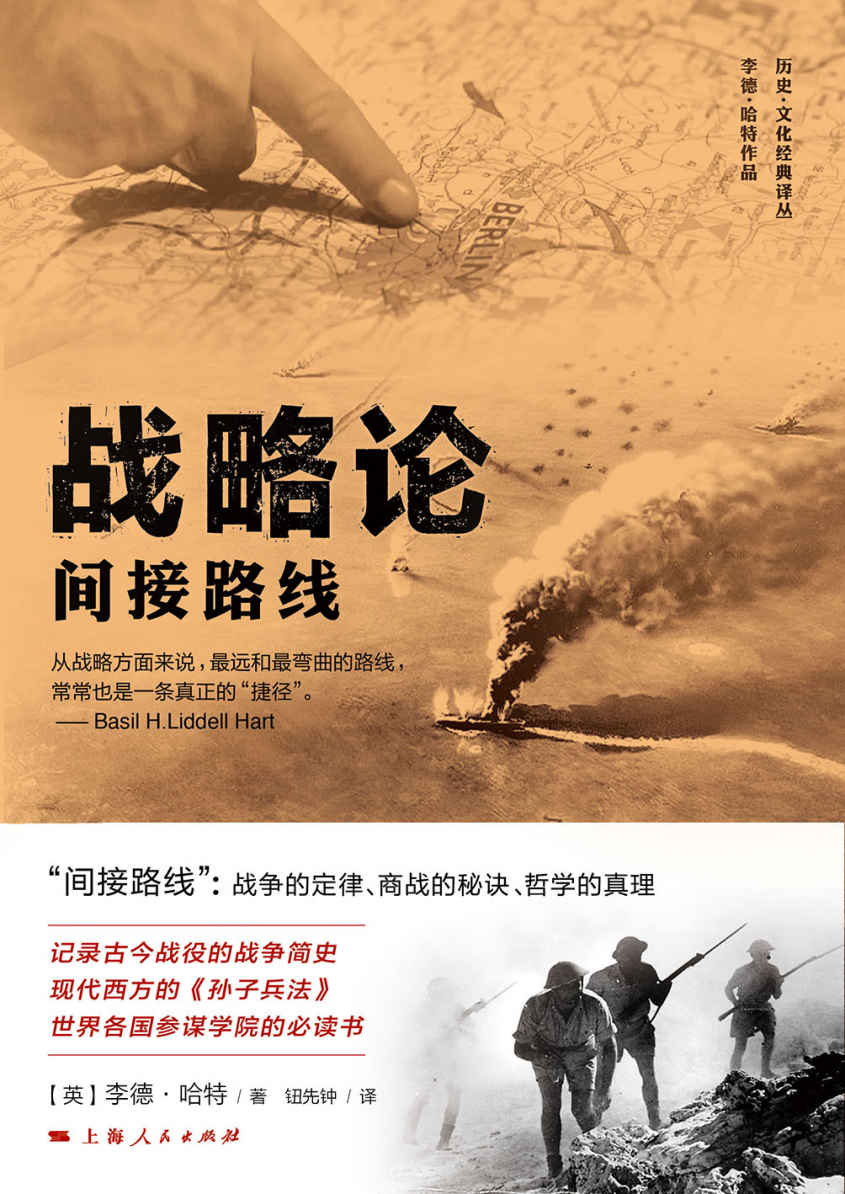 历史·文化经典译丛
李德·哈特作品
BERLIN
战略论
间接路线
从战略方面来说，最远和最弯曲的路线，
常常也是一条真正的“捷径”。
—— Basil H.Liddell Hart
“间接路线”：战争的定律、商战的秘诀、哲学的真理
记录古今战役的战争简史
现代西方的《孙子兵法》
世界各国参谋学院的必读书
【英】李德·哈特 / 著 钮先钟 / 译
上海人民出版社